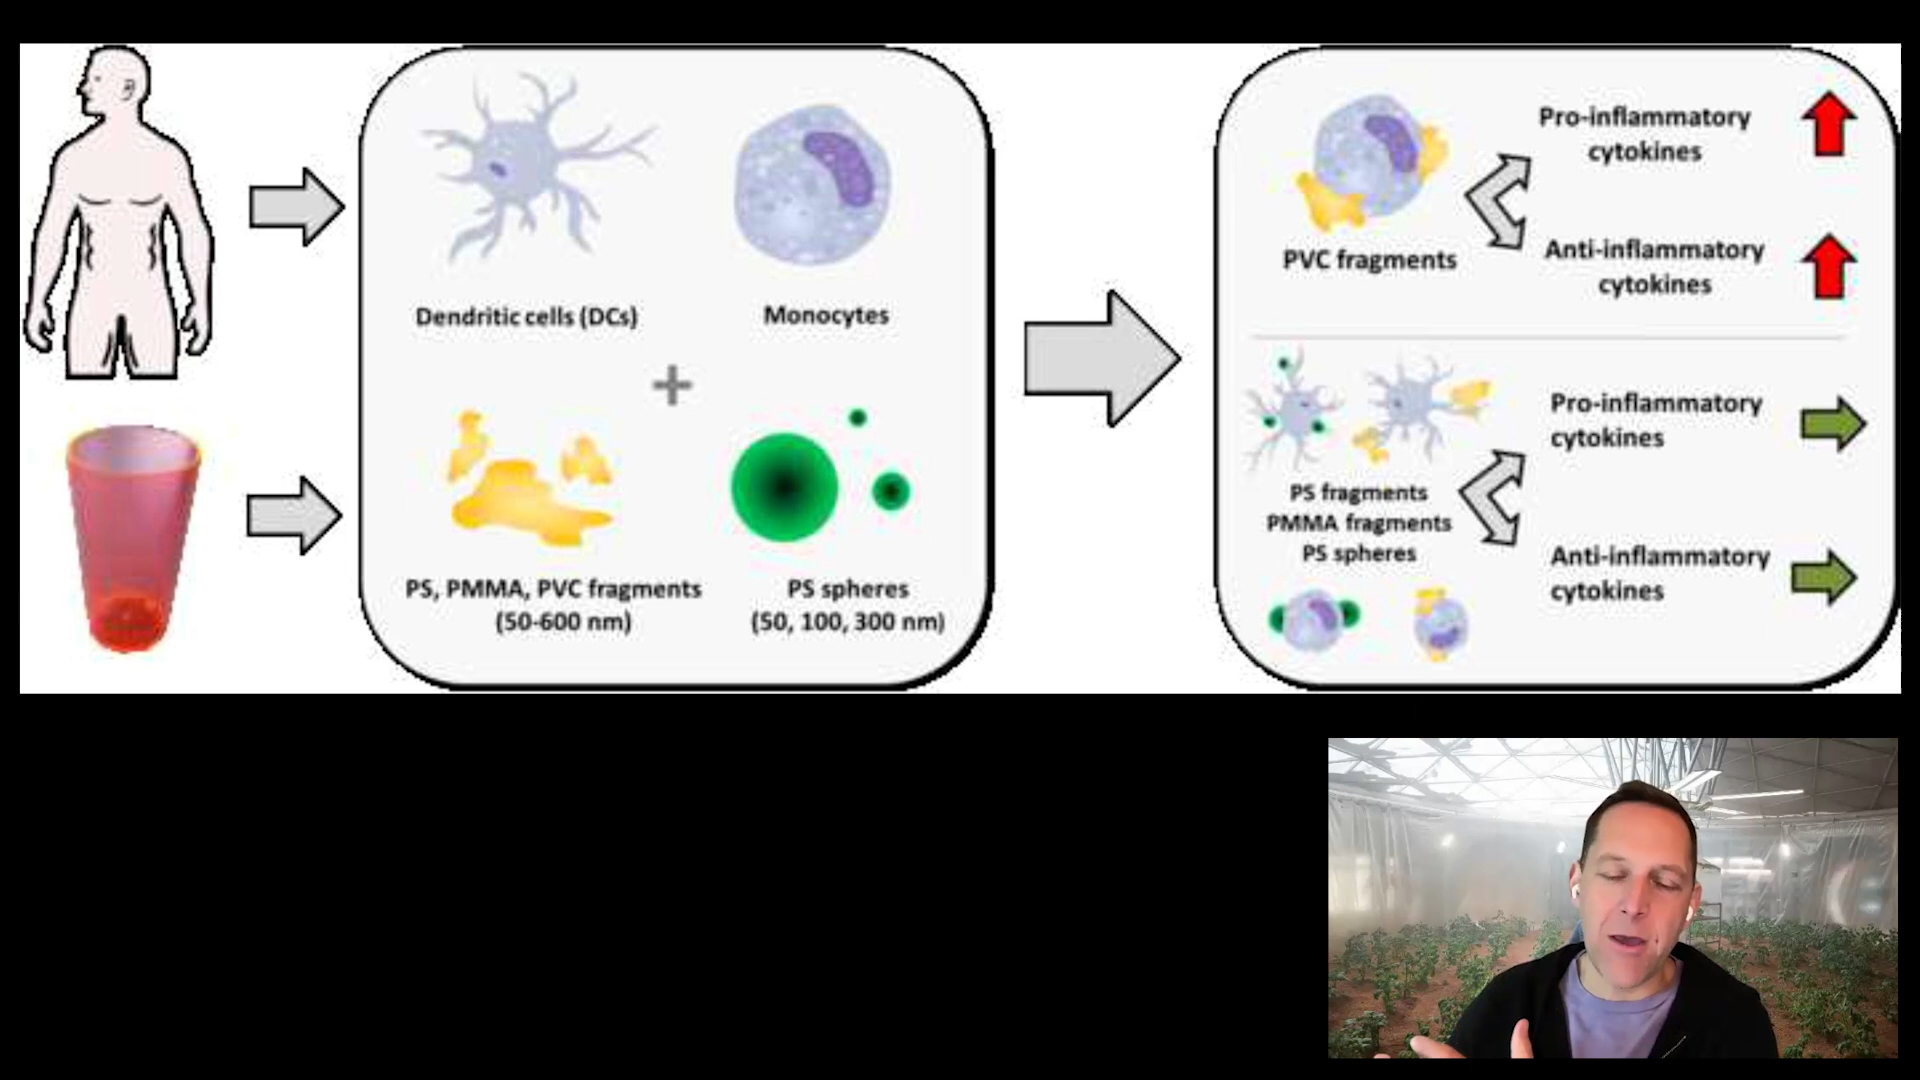 Dendritic cells (DCs)
Monocytes
PS, PMMA, PVC fragments
(50-600 nm)
PS spheres
(50, 100, 300 nm)
PVC fragments
Pro-inflammatory
cytokines
Anti-inflammatory
cytokines
PS fragments
PMMA fragments
PS spheres
Pro-inflammatory
cytokines
Anti-inflammatory
cytokines